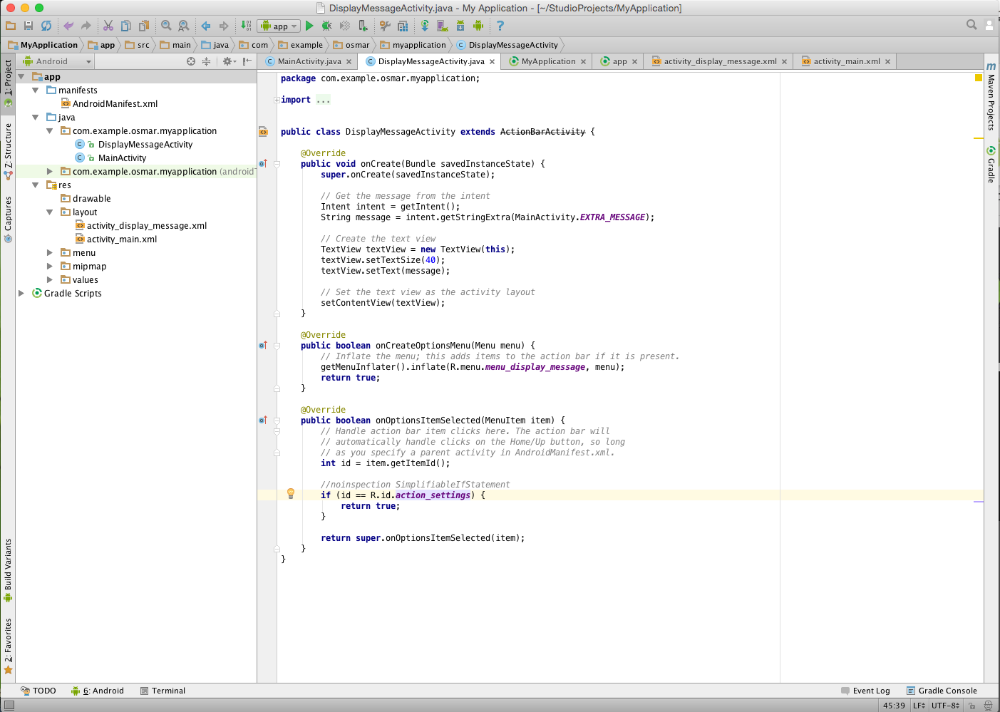 DisplayMessageActivity.java - My Application - [~/StudioProjects/MyApplication]
app
MyApplication app src main java com example osmar myapplication DisplayMessageActivity
Android
MainActivity.java DisplayMessageActivity.java MyApplication app activity_display_message.xml activity_main.xml
1: Project
Z: Structure
Captures
Build Variants
2: Favorites
app
manifests
AndroidManifest.xml
java
com.example.osmar.myapplication
DisplayMessageActivity
MainActivity
com.example.osmar.myapplication (android
res
drawable
layout
activity_display_message.xml
activity_main.xml
menu
mipmap
values
Gradle Scripts
package com.example.osmar.myapplication;
import ...
public class DisplayMessageActivity extends ActionBarActivity {
@Override
public void onCreate(Bundle savedInstanceState) {
super.onCreate(savedInstanceState);
// Get the message from the intent
Intent intent = getIntent();
String message = intent.getStringExtra(MainActivity.EXTRA_MESSAGE);
// Create the text view
TextView textView = new TextView(this);
textView.setTextSize(40);
textView.setText(message);
// Set the text view as the activity layout
setContentView(textView);
}
@Override
public boolean onCreateOptionsMenu(Menu menu) {
// Inflate the menu; this adds items to the action bar if it is present.
getMenuInflater().inflate(R.menu.menu_display_message, menu);
return true;
}
@Override
public boolean onOptionsItemSelected(MenuItem item) {
// Handle action bar item clicks here. The action bar will
// automatically handle clicks on the Home/Up button, so long
// as you specify a parent activity in AndroidManifest.xml.
int id = item.getItemId();
//noinspection SimplifiableIfStatement
if (id == R.id.action_settings) {
return true;
}
return super.onOptionsItemSelected(item);
}
}
Maven Projects
Gradle
TODO 6: Android Terminal Event Log Gradle Console
45:39 LF UTF-8